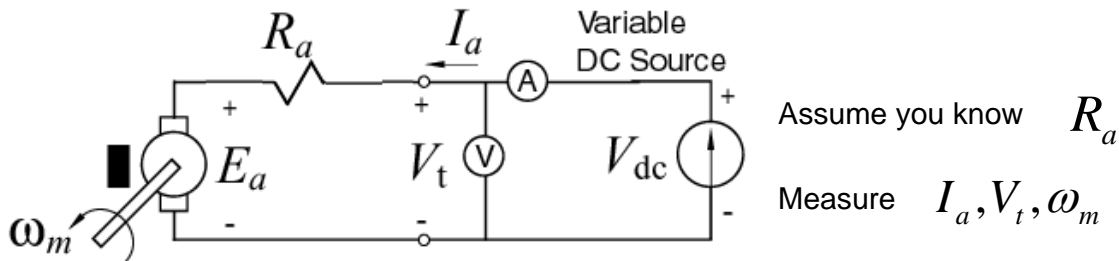 Variable
DC Source
R_a
I_a
A
+
+
+
Assume you know R_a
E_a
V_t
V
V_dc
Measure I_a, V_t, ω_m
-
-
-
ω_m